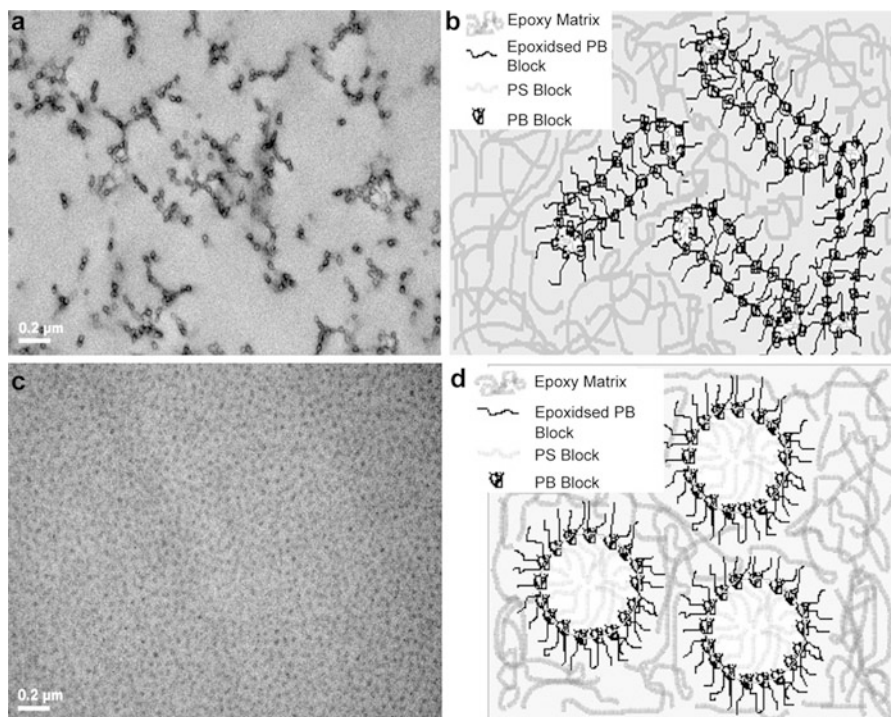 a
0.2 µm
b
Epoxy Matrix
Epoxidsed PB
Block
PS Block
PB Block
c
0.2 µm
d
Epoxy Matrix
Epoxidsed PB
Block
PS Block
PB Block